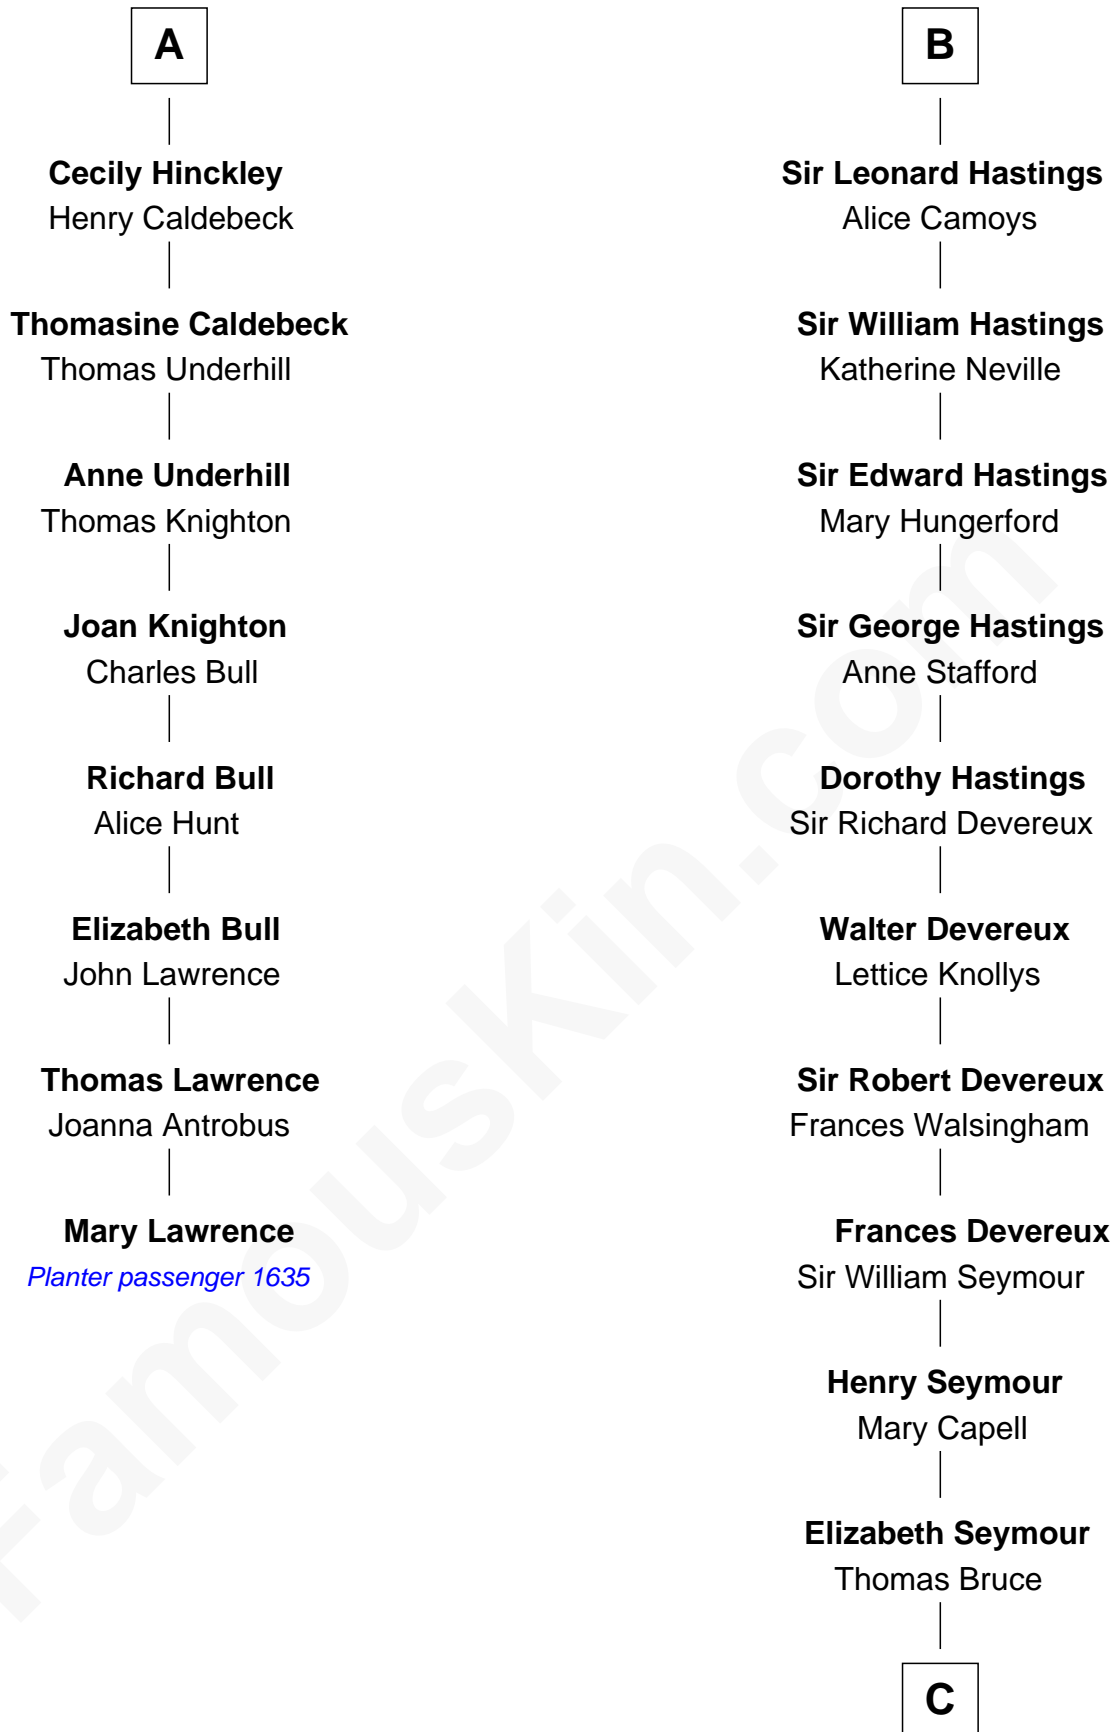 A
Cecily Hinckley
Henry Caldebeck
Thomasine Caldebeck
Thomas Underhill
Anne Underhill
Thomas Knighton
Joan Knighton
Charles Bull
Richard Bull
Alice Hunt
Elizabeth Bull
John Lawrence
Thomas Lawrence
Joanna Antrobus
Mary Lawrence
Planter passenger 1635
B
Sir Leonard Hastings
Alice Camoys
Sir William Hastings
Katherine Neville
Sir Edward Hastings
Mary Hungerford
Sir George Hastings
Anne Stafford
Dorothy Hastings
Sir Richard Devereux
Walter Devereux
Lettice Knollys
Sir Robert Devereux
Frances Walsingham
Frances Devereux
Sir William Seymour
Henry Seymour
Mary Capell
Elizabeth Seymour
Thomas Bruce
C
FamousKin.com